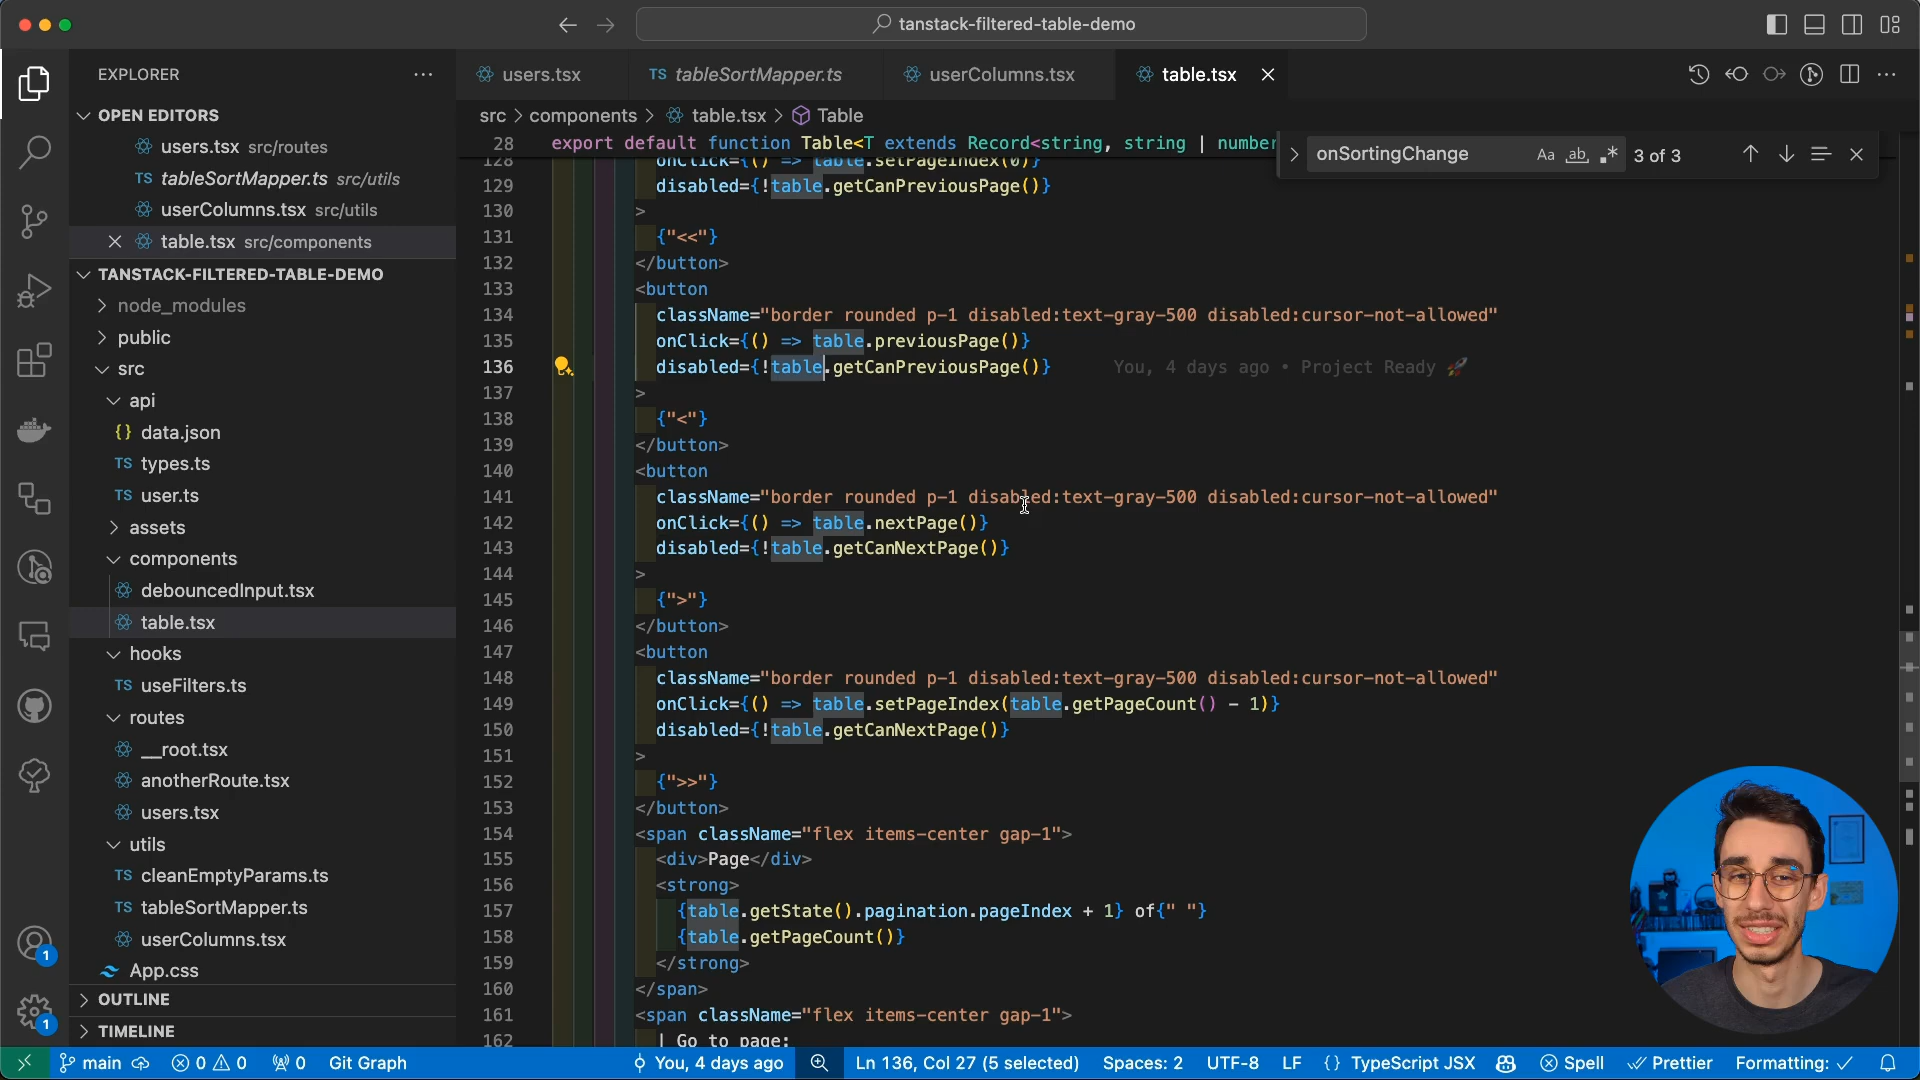 tanstack-filtered-table-demo
EXPLORER
OPEN EDITORS
users.tsx src/routes
TS tableSortMapper.ts src/utils
userColumns.tsx src/utils
table.tsx src/components
TANSTACK-FILTERED-TABLE-DEMO
node_modules
public
src
api
{} data.json
TS types.ts
TS user.ts
assets
components
debouncedInput.tsx
table.tsx
hooks
TS useFilters.ts
routes
__root.tsx
anotherRoute.tsx
users.tsx
utils
TS cleanEmptyParams.ts
TS tableSortMapper.ts
userColumns.tsx
App.css
OUTLINE
TIMELINE
1
1
users.tsx
TS tableSortMapper.ts
userColumns.tsx
table.tsx
src > components > table.tsx > Table
onSortingChange Aa ab .* 3 of 3
28 export default function Table<T extends Record<string, string | number
128 onClick={() => table.setPageIndex(0)}
129 disabled={!table.getCanPreviousPage()}
130 >
131 {"<<"}
132 </button>
133 <button
134 className="border rounded p-1 disabled:text-gray-500 disabled:cursor-not-allowed"
135 onClick={() => table.previousPage()}
136 disabled={!table.getCanPreviousPage()} You, 4 days ago • Project Ready 🚀
137 >
138 {"<"}
139 </button>
140 <button
141 className="border rounded p-1 disabled:text-gray-500 disabled:cursor-not-allowed"
142 onClick={() => table.nextPage()}
143 disabled={!table.getCanNextPage()}
144 >
145 {">"}
146 </button>
147 <button
148 className="border rounded p-1 disabled:text-gray-500 disabled:cursor-not-allowed"
149 onClick={() => table.setPageIndex(table.getPageCount() - 1)}
150 disabled={!table.getCanNextPage()}
151 >
152 {">>"}
153 </button>
154 <span className="flex items-center gap-1">
155 <div>Page</div>
156 <strong>
157 {table.getState().pagination.pageIndex + 1} of{" "}
158 {table.getPageCount()}
159 </strong>
160 </span>
161 <span className="flex items-center gap-1">
162 | Go to page:
main 0 0 0 Git Graph You, 4 days ago Ln 136, Col 27 (5 selected) Spaces: 2 UTF-8 LF {} TypeScript JSX Spell Prettier Formatting: ✓